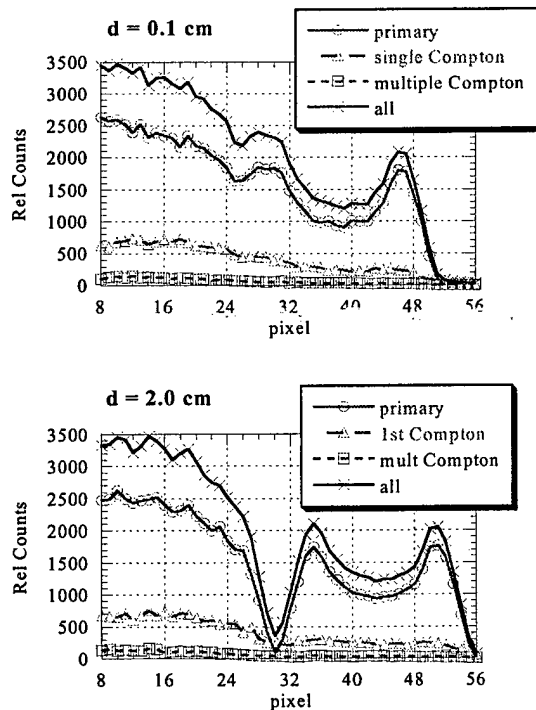 d = 0.1 cm
primary
single Compton
multiple Compton
all
3500
3000
2500
2000
1500
1000
500
0
Rel Counts
8 16 24 32 40 48 56
pixel
d = 2.0 cm
primary
1st Compton
mult Compton
all
3500
3000
2500
2000
1500
1000
500
0
Rel Counts
8 16 24 32 40 48 56
pixel